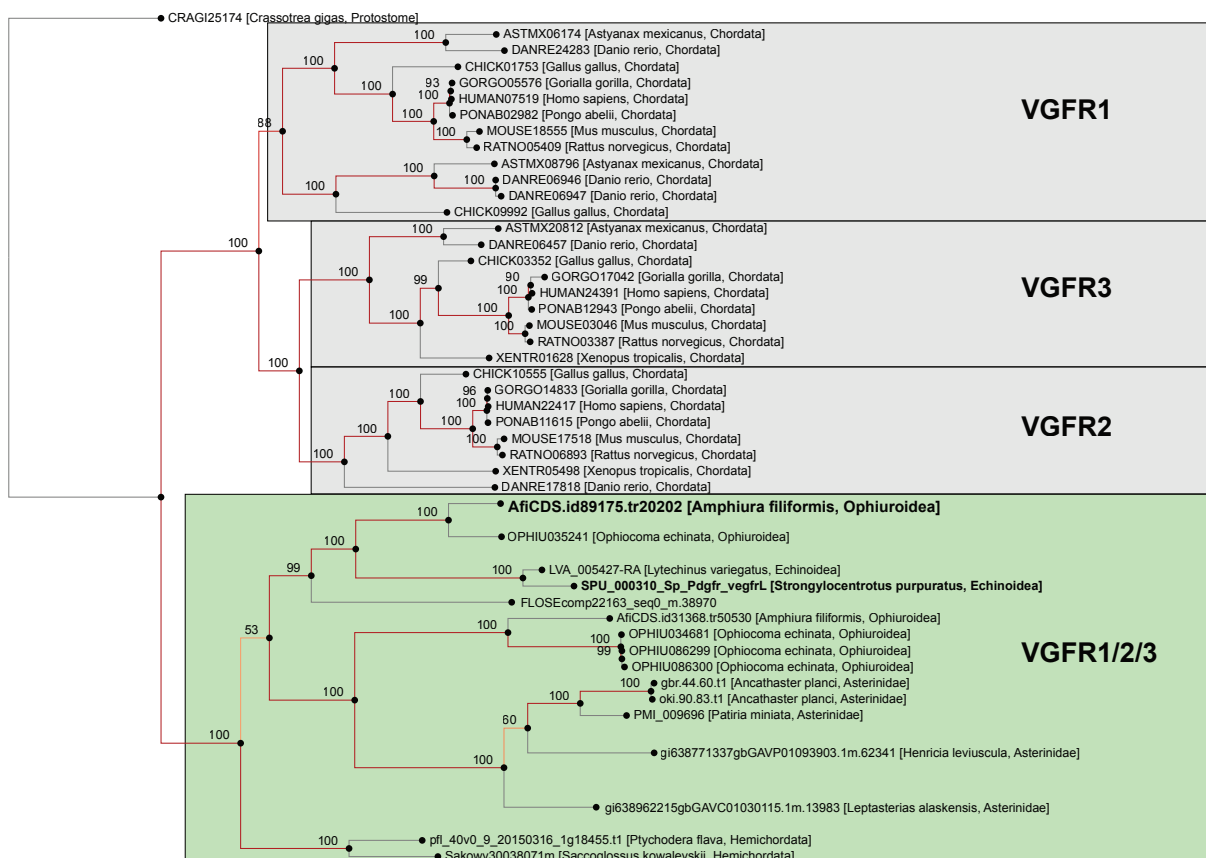 CRAGI25174 [Crassotrea gigas, Protostome]
ASTMX06174 [Astyanax mexicanus, Chordata]
100
DANRE24283 [Danio rerio, Chordata]
100
CHICK01753 [Gallus gallus, Chordata]
100
93
GORGO05576 [Gorialla gorilla, Chordata]
100
HUMAN07519 [Homo sapiens, Chordata]
VGFR1
PONAB02982 [Pongo abelii, Chordata]
100
88
MOUSE18555 [Mus musculus, Chordata]
100
RATNO05409 [Rattus norvegicus, Chordata]
ASTMX08796 [Astyanax mexicanus, Chordata]
100
DANRE06946 [Danio rerio, Chordata]
100
100
DANRE06947 [Danio rerio, Chordata]
CHICK09992 [Gallus gallus, Chordata]
ASTMX20812 [Astyanax mexicanus, Chordata]
100
100
DANRE06457 [Danio rerio, Chordata]
CHICK03352 [Gallus gallus, Chordata]
100
99
90
GORGO17042 [Gorialla gorilla, Chordata]
100
HUMAN24391 [Homo sapiens, Chordata]
VGFR3
PONAB12943 [Pongo abelii, Chordata]
100
100
MOUSE03046 [Mus musculus, Chordata]
100
RATNO03387 [Rattus norvegicus, Chordata]
XENTR01628 [Xenopus tropicalis, Chordata]
100
CHICK10555 [Gallus gallus, Chordata]
96
GORGO14833 [Gorialla gorilla, Chordata]
100
100
HUMAN22417 [Homo sapiens, Chordata]
PONAB11615 [Pongo abelii, Chordata]
VGFR2
100
100
MOUSE17518 [Mus musculus, Chordata]
100
RATNO06893 [Rattus norvegicus, Chordata]
100
XENTR05498 [Xenopus tropicalis, Chordata]
DANRE17818 [Danio rerio, Chordata]
AfiCDS.id89175.tr20202 [Amphiura filiformis, Ophiuroidea]
100
100
OPHIU035241 [Ophiocoma echinata, Ophiuroidea]
99
LVA_005427-RA [Lytechinus variegatus, Echinoidea]
100
SPU_000310_Sp_Pdgfr_vegfrL [Strongylocentrotus purpuratus, Echinoidea]
FLOSEcomp22163_seq0_m.38970
AfiCDS.id31368.tr50530 [Amphiura filiformis, Ophiuroidea]
53
100
OPHIU034681 [Ophiocoma echinata, Ophiuroidea]
100
99
OPHIU086299 [Ophiocoma echinata, Ophiuroidea]
VGFR1/2/3
OPHIU086300 [Ophiocoma echinata, Ophiuroidea]
gbr.44.60.t1 [Ancathaster planci, Asterinidae]
100
100
100
oki.90.83.t1 [Ancathaster planci, Asterinidae]
PMI_009696 [Patiria miniata, Asterinidae]
60
100
gi638771337gbGAVP01093903.1m.62341 [Henricia leviuscula, Asterinidae]
100
gi638962215gbGAVC01030115.1m.13983 [Leptasterias alaskensis, Asterinidae]
100
pfl_40v0_9_20150316_1g18455.t1 [Ptychodera flava, Hemichordata]
Sakowv30038071m [Saccoglossus kowalevskii, Hemichordata]